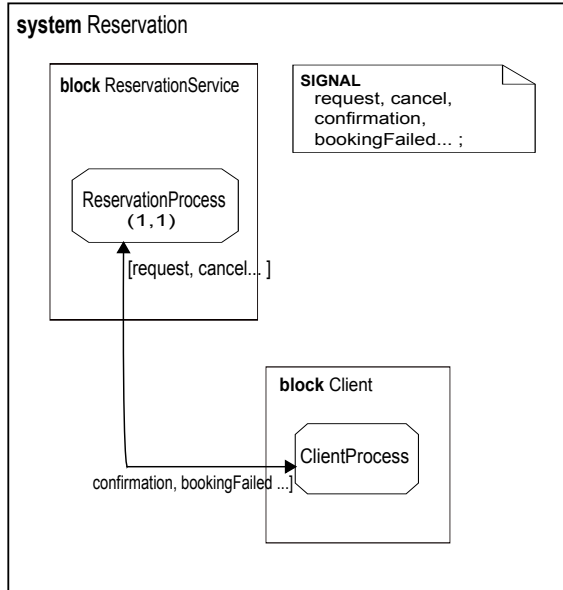 system Reservation
block ReservationService
SIGNAL
request, cancel,
confirmation,
bookingFailed... ;
ReservationProcess
(1,1)
[request, cancel... ]
block Client
ClientProcess
confirmation, bookingFailed ...]